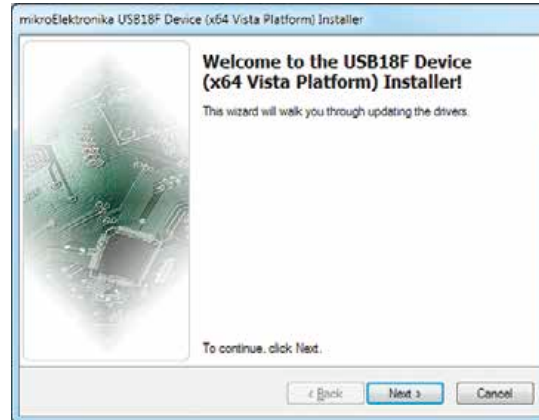 mikroElektronika USB18F Device (x64 Vista Platform) Installer
Welcome to the USB18F Device
(x64 Vista Platform) Installer!
This wizard will walk you through updating the drivers.
To continue, click Next.
< Back
Next >
Cancel